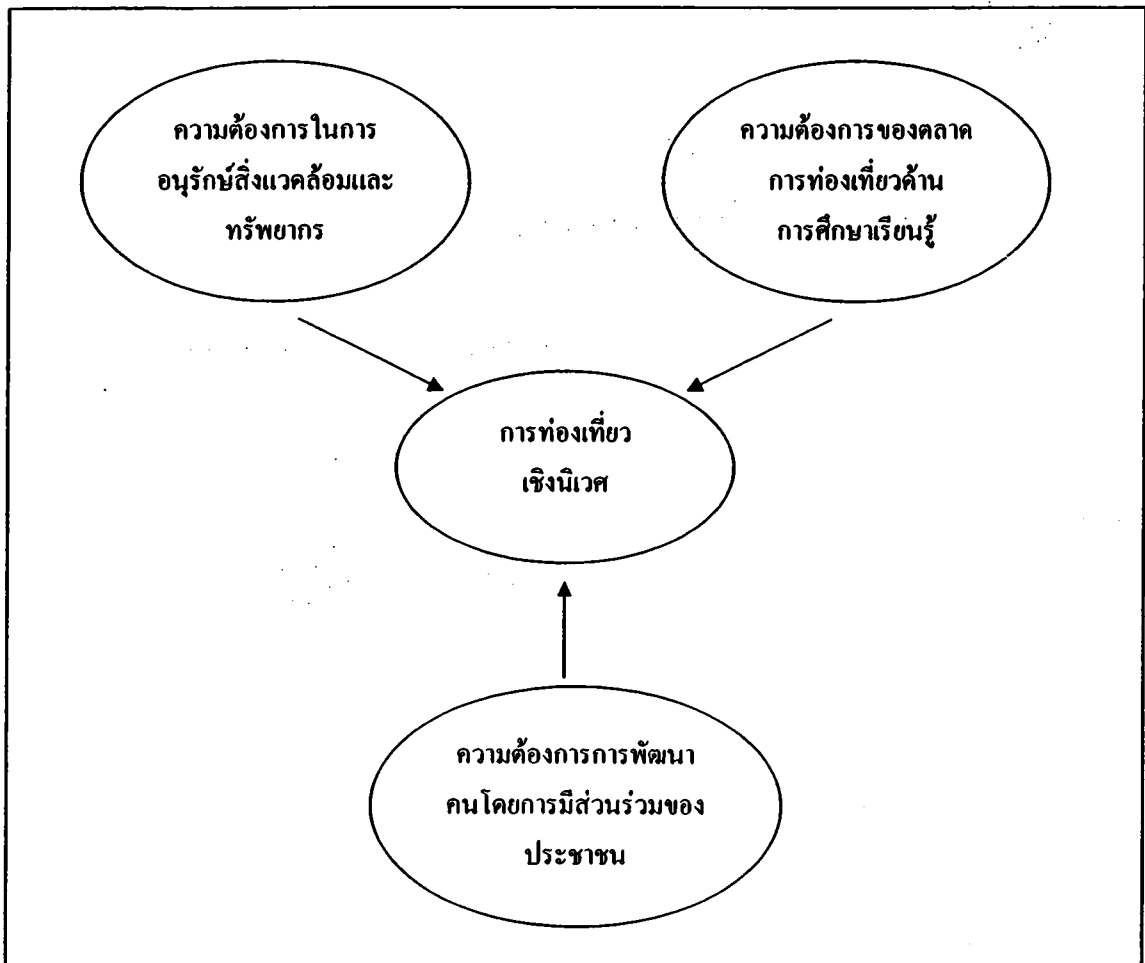 ความต้องการในการ
อนุรักษ์สิ่งแวดล้อมและ
ทรัพยากร
ความต้องการของตลาด
การท่องเที่ยวด้าน
การศึกษาเรียนรู้
การท่องเที่ยว
เชิงนิเวศ
ความต้องการการพัฒนา
คนโดยการมีส่วนร่วมของ
ประชาชน